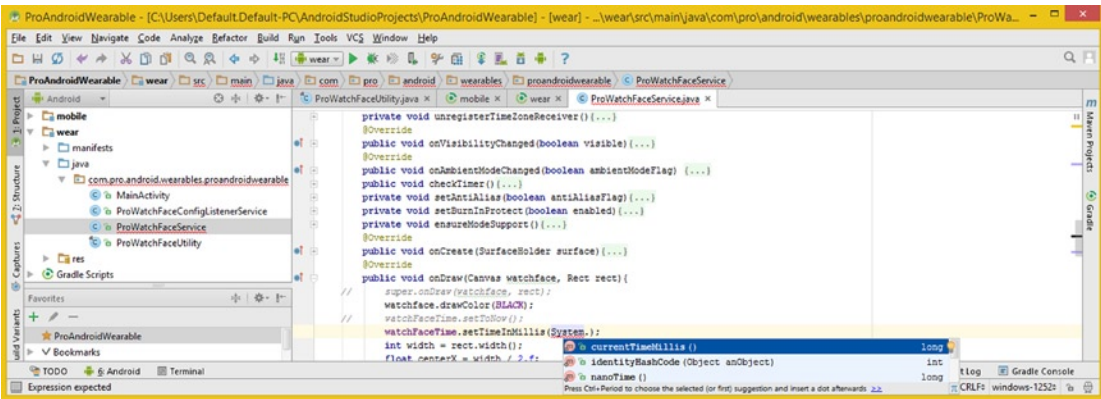 ProAndroidWearable - [C:\Users\Default.Default-PC\AndroidStudioProjects\ProAndroidWearable] - [wear] - ...\wear\src\main\java\com\pro\android\wearables\proandroidwearable\ProWa...
File Edit View Navigate Code Analyze Refactor Build Run Tools VCS Window Help
wear
ProAndroidWearable wear src main java com pro android wearables proandroidwearable ProWatchFaceService
Android ProWatchFaceUtility.java mobile wear ProWatchFaceService.java
1: Project
2: Structure
Captures
Build Variants
mobile
wear
manifests
java
com.pro.android.wearables.proandroidwearable
MainActivity
ProWatchFaceConfigListenerService
ProWatchFaceService
ProWatchFaceUtility
res
Gradle Scripts
Favorites
ProAndroidWearable
Bookmarks
private void unregisterTimeZoneReceiver(){...}
@Override
public void onVisibilityChanged(boolean visible){...}
@Override
public void onAmbientModeChanged(boolean ambientModeFlag) {...}
public void checkTimer(){...}
private void setAntiAlias(boolean antiAliasFlag){...}
private void setBurnInProtect(boolean enabled){...}
private void ensureModeSupport(){...}
@Override
public void onCreate(SurfaceHolder surface){...}
@Override
public void onDraw(Canvas watchface, Rect rect){
// super.onDraw(watchface, rect);
watchface.drawColor(BLACK);
// watchFaceTime.setToNow();
watchFaceTime.setTimeInMillis(System.);
int width = rect.width();
float centerX = width / 2.f;
currentTimeMillis() long
identityHashCode(Object anObject) int
nanoTime() long
Press Ctrl+Period to choose the selected (or first) suggestion and insert a dot afterwards >>
m
Maven Projects
Gradle
TODO 6: Android Terminal tlog Gradle Console
Expression expected CRLF÷ windows-1252÷